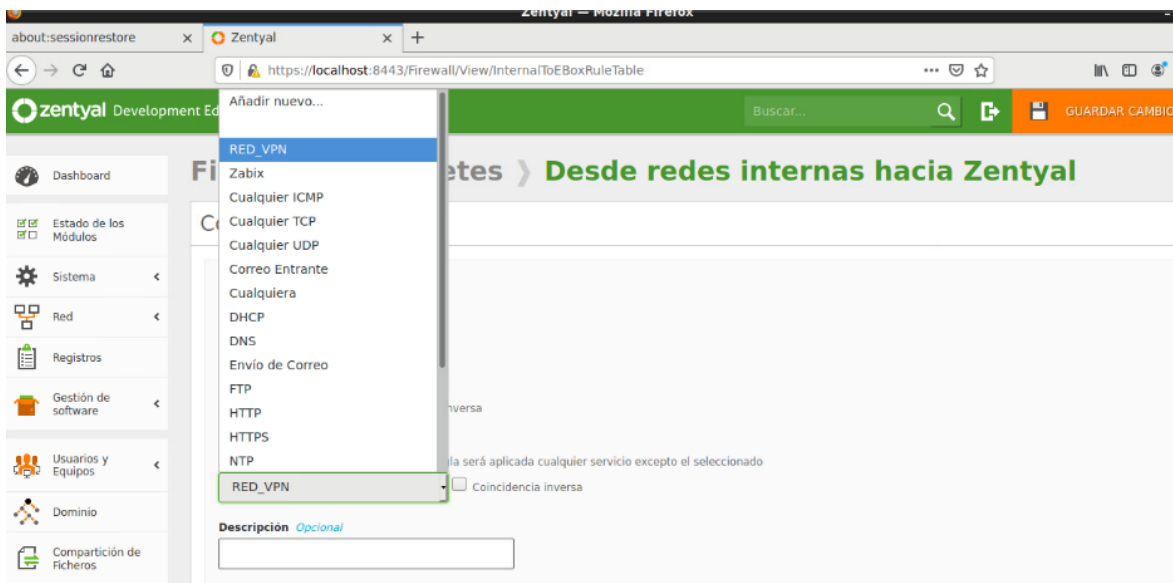 Zentyal — Mozilla Firefox
about:sessionrestore
Zentyal
https://localhost:8443/Firewall/View/InternalToEBoxRuleTable
zentyal Development Ed
Buscar...
GUARDAR CAMBIO
Añadir nuevo...
RED_VPN
Zabix
Cualquier ICMP
Cualquier TCP
Cualquier UDP
Correo Entrante
Cualquiera
DHCP
DNS
Envío de Correo
FTP
HTTP
HTTPS
NTP
RED_VPN
Fi
etes ⟩ Desde redes internas hacia Zentyal
nversa
será aplicada cualquier servicio except el seleccionado
Coincidencia inversa
Descripción Opcional
Dashboard
Estado de los
Módulos
Sistema
Red
Registros
Gestión de
software
Usuarios y
Equipos
Dominio
Compartición de
Ficheros